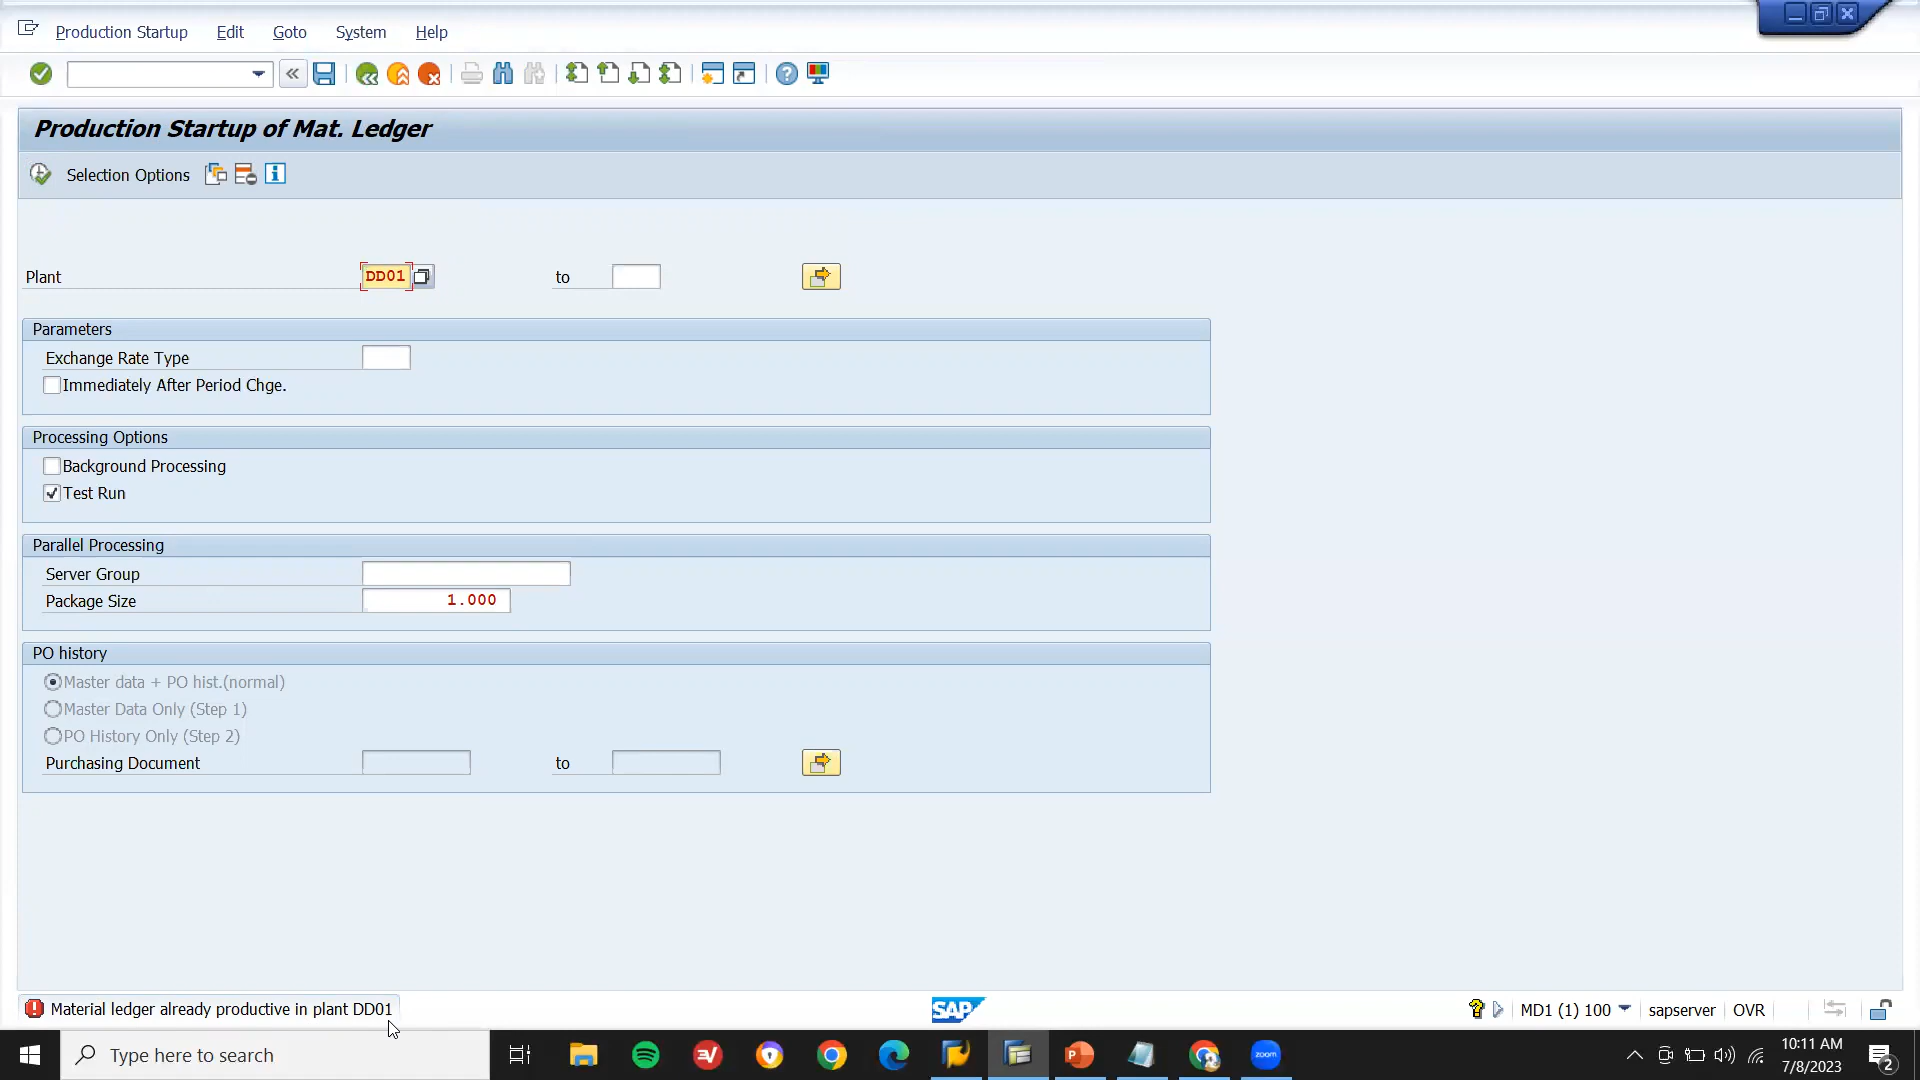 Production Startup Edit Goto System Help
Production Startup of Mat. Ledger
Selection Options
Plant DD01 to
Parameters
Exchange Rate Type
Immediately After Period Chge.
Processing Options
Background Processing
Test Run
Parallel Processing
Server Group
Package Size 1.000
PO history
Master data + PO hist.(normal)
Master Data Only (Step 1)
PO History Only (Step 2)
Purchasing Document to
Material ledger already productive in plant DD01 SAP MD1 (1) 100 sapserver OVR
Type here to search zoom 10:11 AM
7/8/2023 2